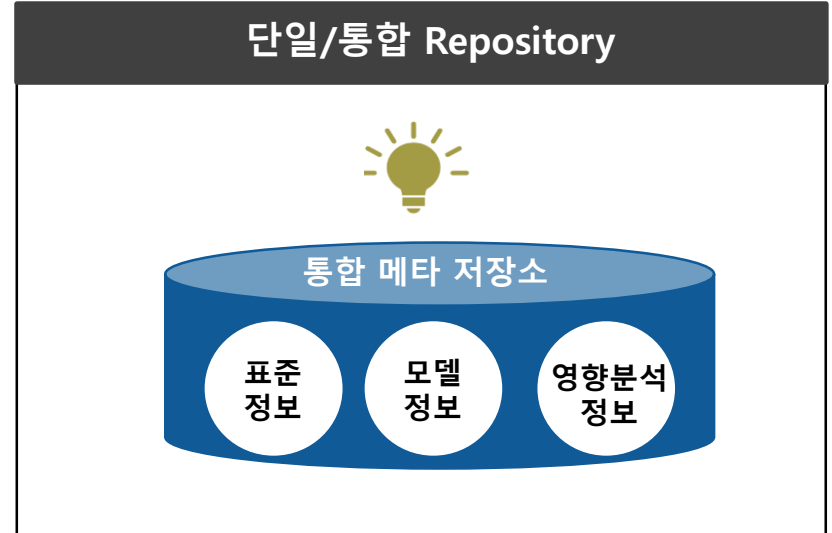 단일/통합 Repository
통합 메타 저장소
표준
정보
모델
정보
영향분석
정보